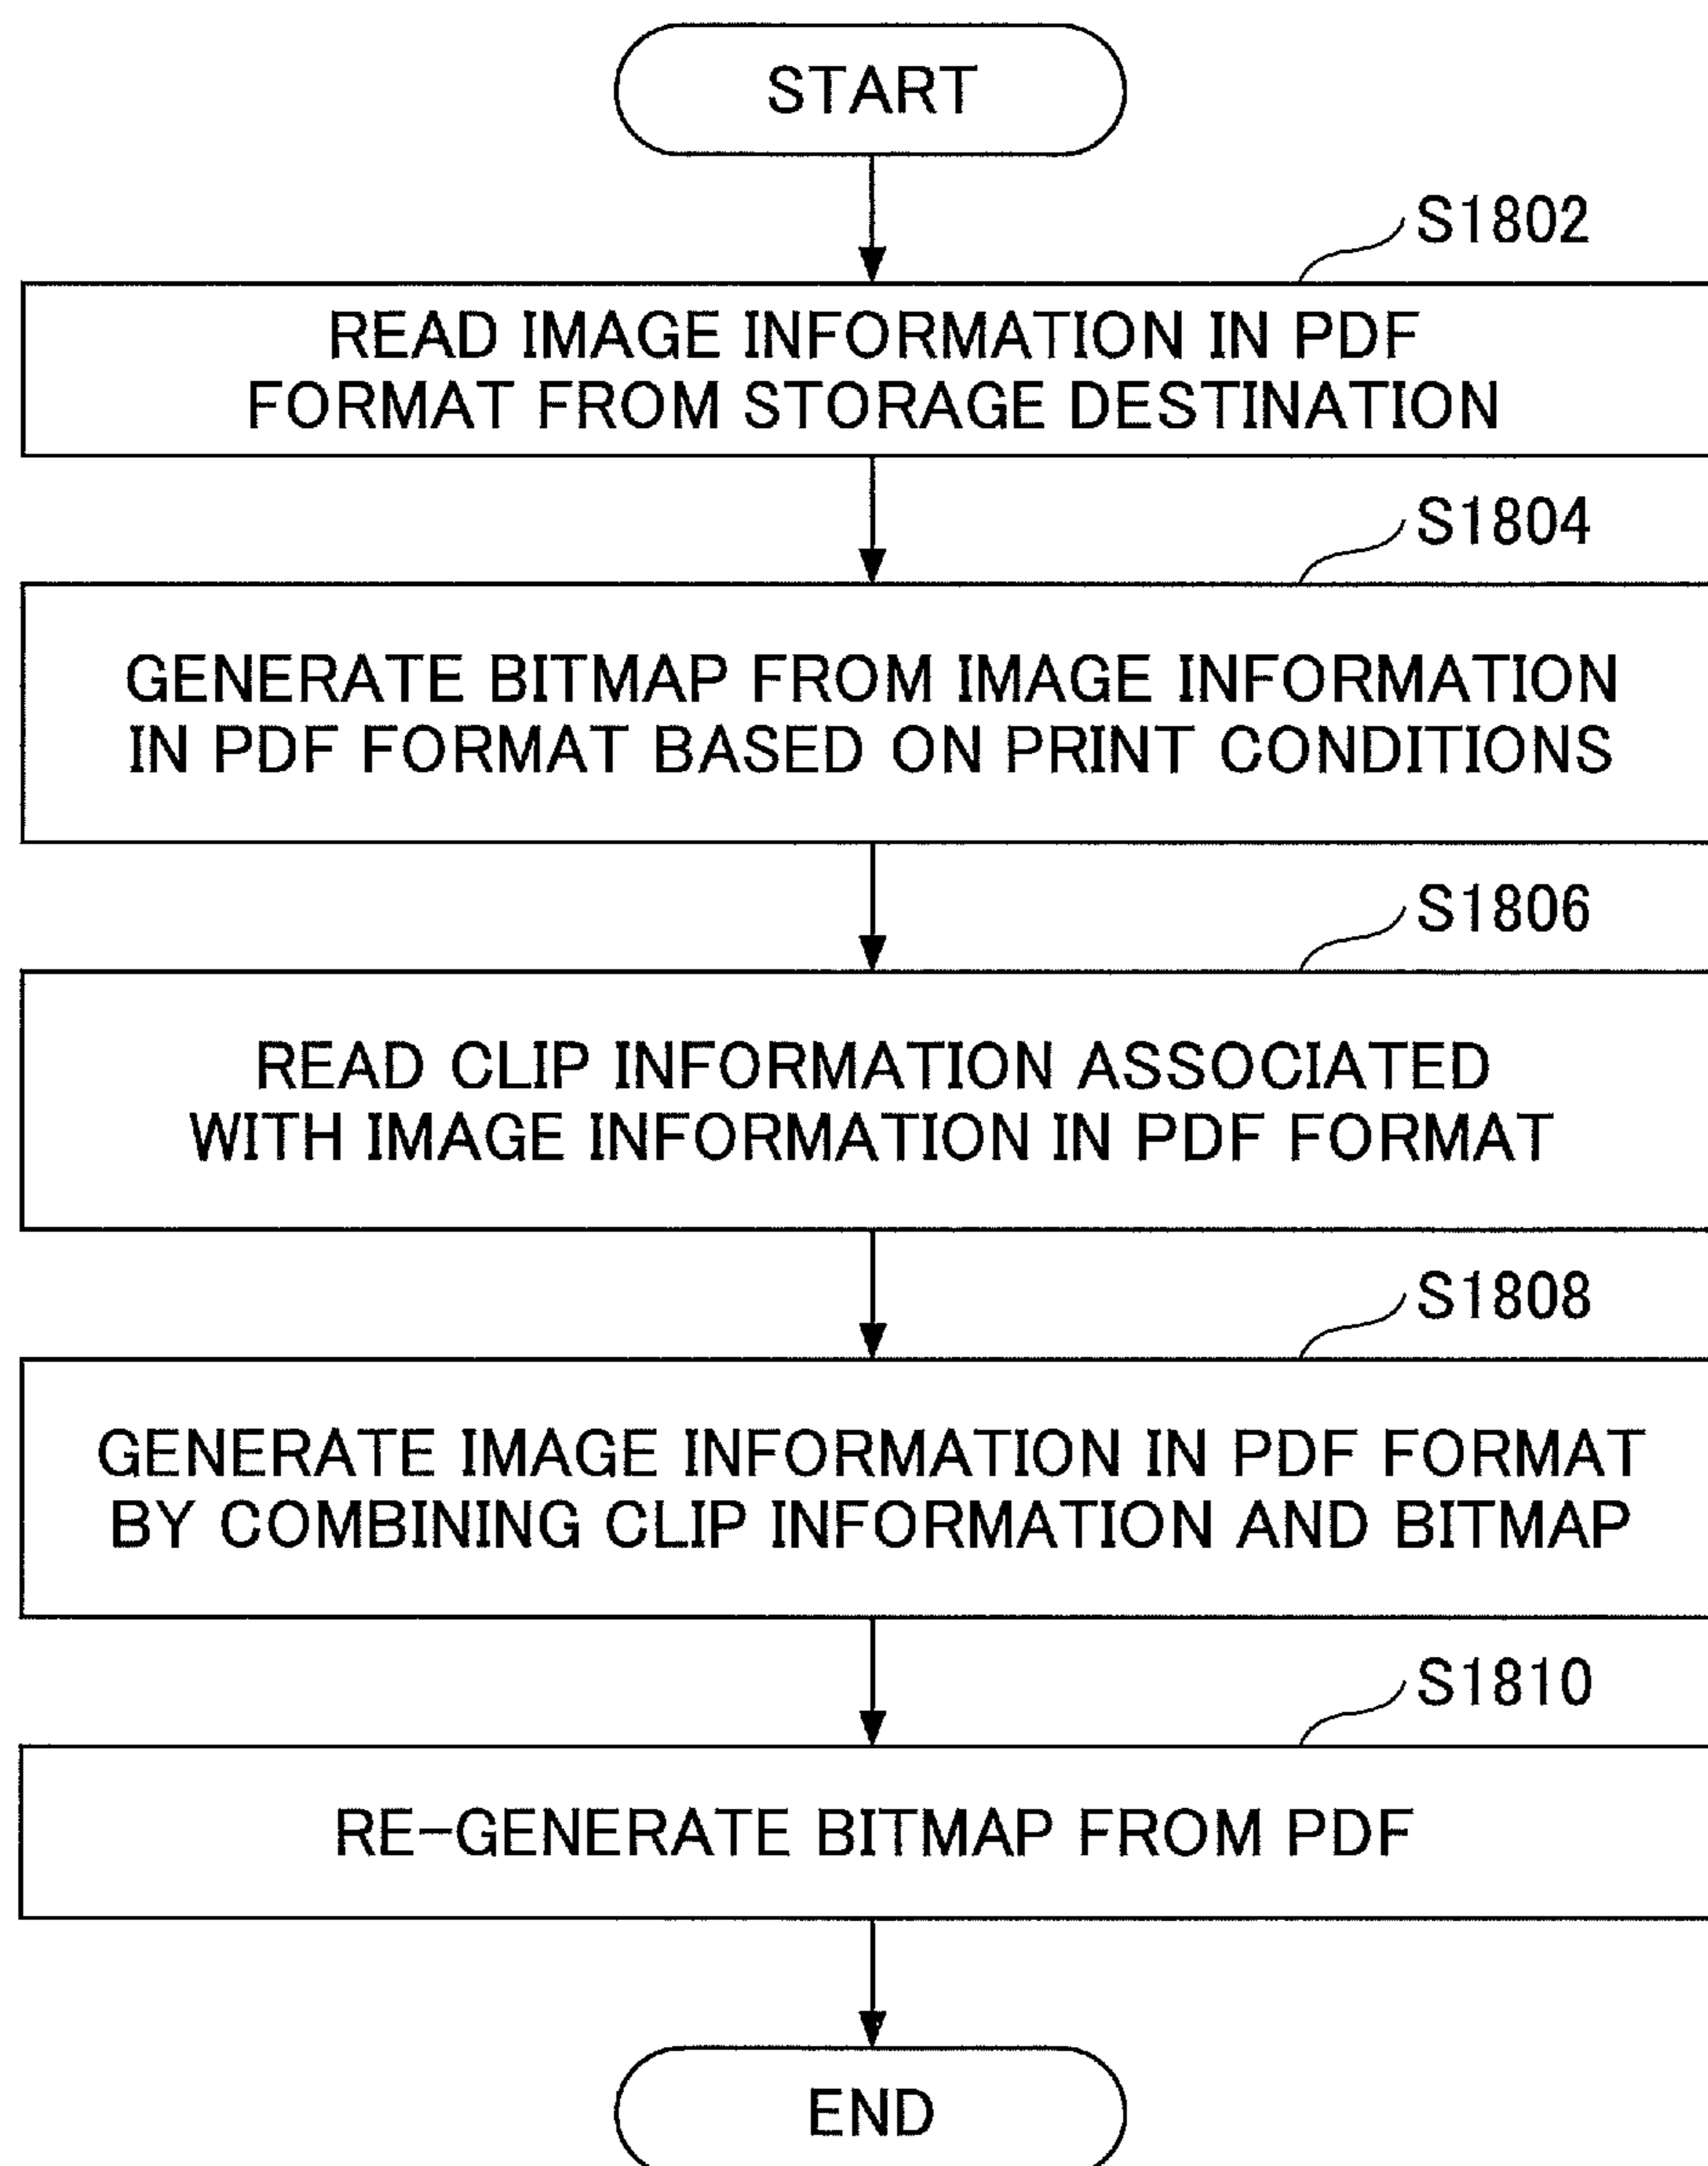 START
S1802
READ IMAGE INFORMATION IN PDF
FORMAT FROM STORAGE DESTINATION
S1804
GENERATE BITMAP FROM IMAGE INFORMATION
IN PDF FORMAT BASED ON PRINT CONDITIONS
S1806
READ CLIP INFORMATION ASSOCIATED
WITH IMAGE INFORMATION IN PDF FORMAT
S1808
GENERATE IMAGE INFORMATION IN PDF FORMAT
BY COMBINING CLIP INFORMATION AND BITMAP
S1810
RE-GENERATE BITMAP FROM PDF
END